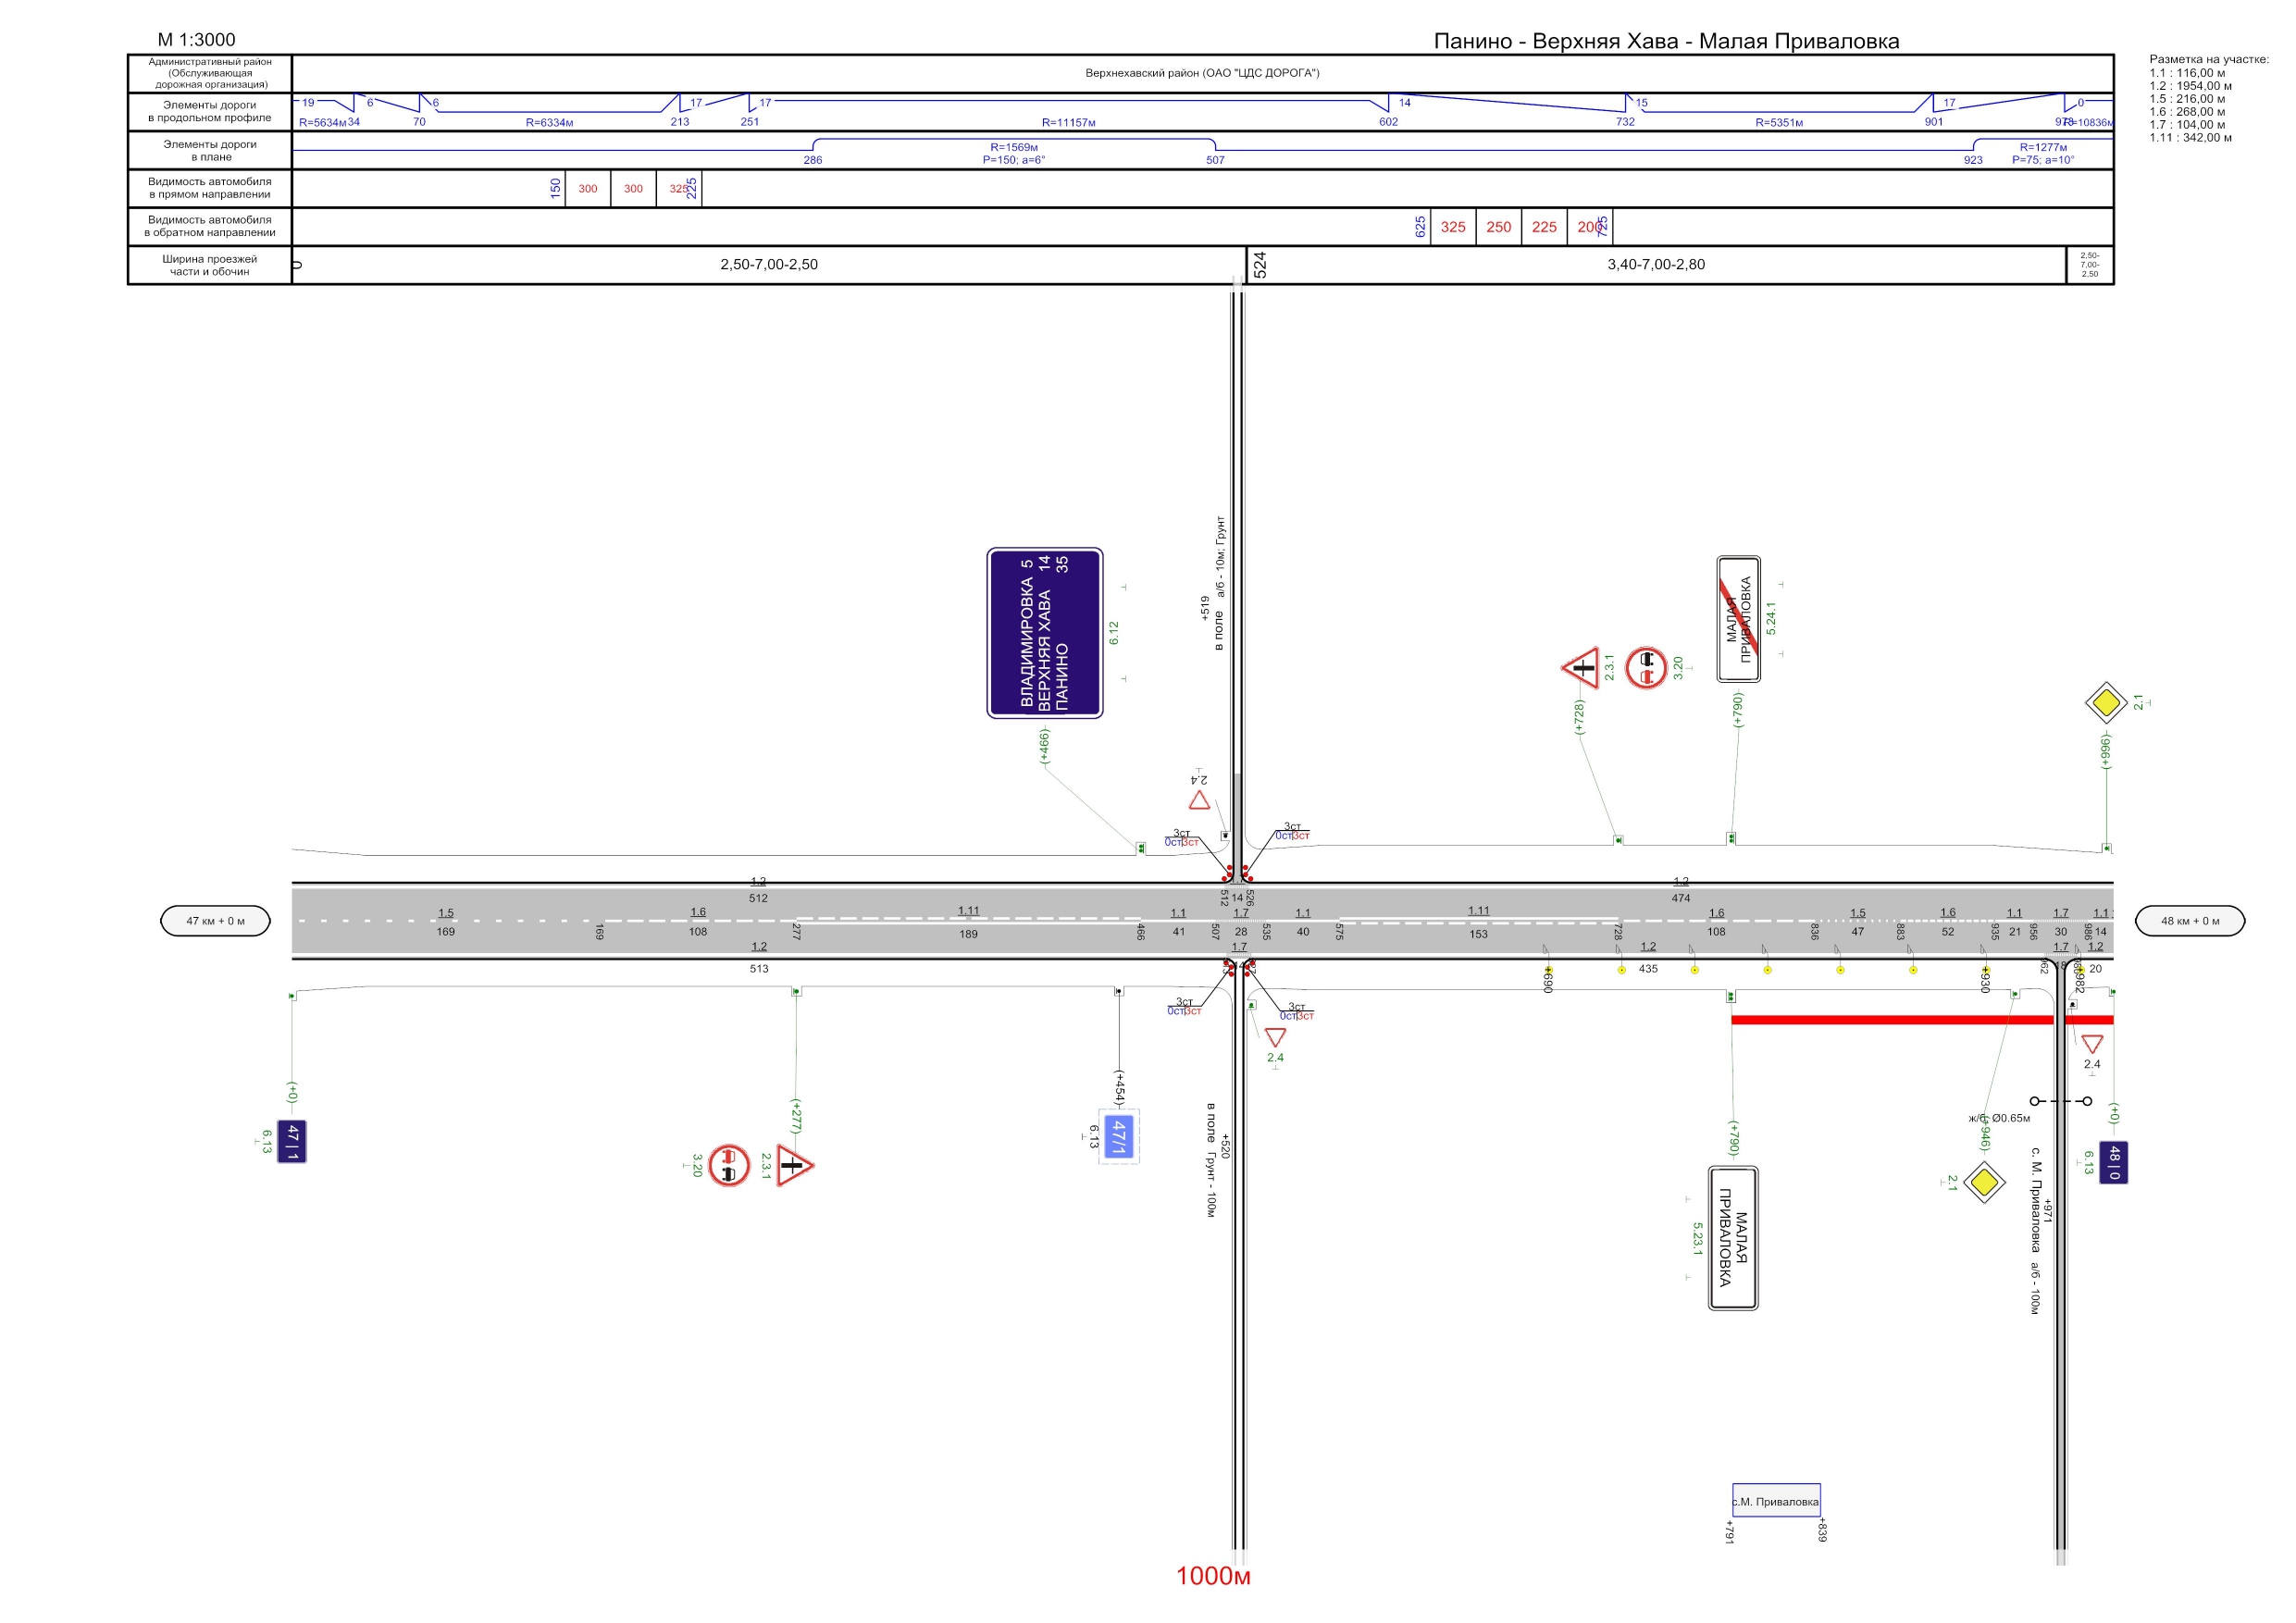 М 1:3000
Панино - Верхняя Хава - Малая Приваловка
Административный район
(Обслуживающая
дорожная организация)
Верхнехавский район (ОАО "ЦДС ДОРОГА")
Разметка на участке:
1.1 : 116,00 м
1.2 : 1954,00 м
1.5 : 216,00 м
1.6 : 268,00 м
1.7 : 104,00 м
1.11 : 342,00 м
Элементы дороги
в продольном профиле
19 6 6 17 17 14 15 17 0
R=5634м 34 70 R=6334м 213 251 R=11157м 602 732 R=5351м 901 R=10836м
Элементы дороги
в плане
286 R=1569м 507 923 R=1277м
P=150; a=6° P=75; a=10°
Видимость автомобиля
в прямом направлении
150 300 300 325 225
Видимость автомобиля
в обратном направлении
625 325 250 225 200 725
Ширина проезжей
части и обочин
0 2,50-7,00-2,50 524 3,40-7,00-2,80
2,50-
7,00-
2,50
ВЛАДИМИРОВКА 5
ВЕРХНЯЯ ХАВА 14
ПАНИНО 35
6.12
(+466)
+519
в поле а/б - 10м; Грунт
2.4
3ст
0ст|3ст
3ст
0ст|3ст
2.3.1
(+728)
3.20
МАЛАЯ
ПРИВАЛОВКА
5.24.1
(+790)
2.1
(+996)
1.2
512
512 14 526
1.2
474
47 км + 0 м
48 км + 0 м
1.5 1.6 1.11 1.1 1.7 1.1 1.11 1.6 1.5 1.6 1.1 1.7 1.1
169 169 108 277 189 466 41 507 28 535 40 575 153 728 108 836 47 883 52 935 21 956 30 986 14
1.2 1.7 1.2 1.7 1.2
513 435 962 18 20
+690
+930
+982
3ст
0ст|3ст
3ст
0ст|3ст
2.4
2.4
(+0)
47 | 1
6.13
(+277)
3.20
2.3.1
(+454)
47/1
6.13
+520
в поле Грунт - 100м
(+790)
МАЛАЯ
ПРИВАЛОВКА
5.23.1
ж/б; Ø0.65м
(+946)
2.1
+971
с. М. Приваловка а/б - 100м
(+0)
48 | 0
6.13
с.М. Приваловка
+791
+839
1000м